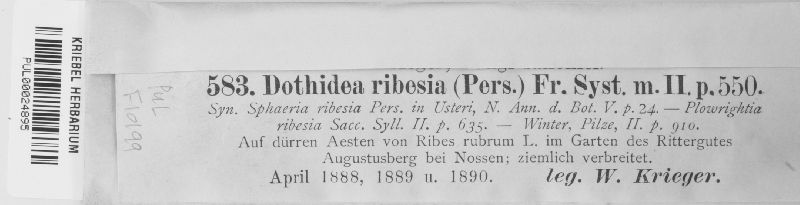 583. Dothidea ribesia (Pers.) Fr. Syst. m. II. p. 550.
Syn. Sphaeria ribesia Pers. in Usteri, N. Ann. d. Bot. V. p. 24. — Plowrightia
ribesia Sacc. Syll. II. p. 635. — Winter, Pilze, II. p. 910.
Auf dürren Aesten von Ribes rubrum L. im Garten des Rittergutes
Augustusberg bei Nossen; ziemlich verbreitet.
April 1888, 1889 u. 1890. leg. W. Krieger.
KRIEBEL HERBARIUM
PUL00024895
PUL
F10199